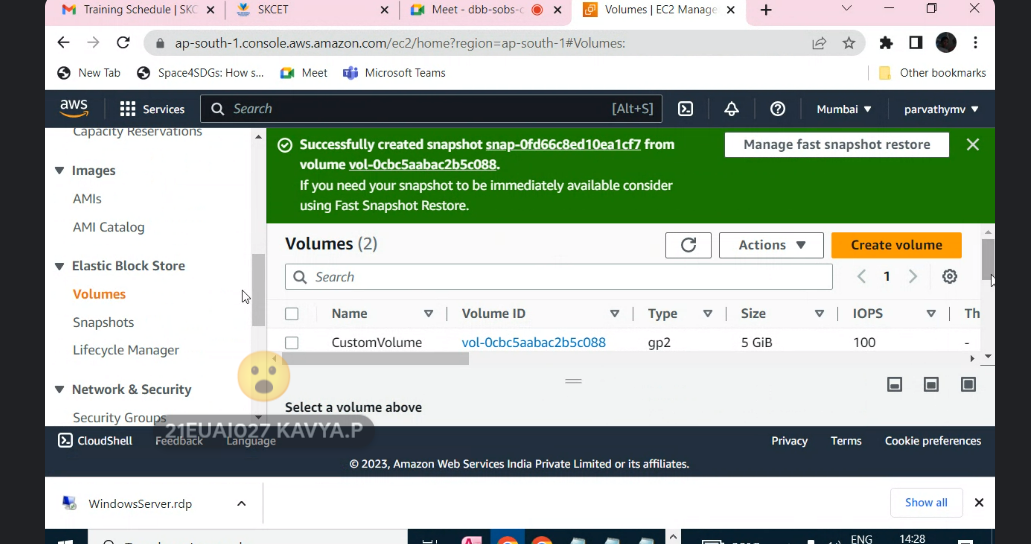 Training Schedule | SKC
SKCET
Meet - dbb-sobs-
Volumes | EC2 Manage
ap-south-1.console.aws.amazon.com/ec2/home?region=ap-south-1#Volumes:
New Tab
Space4SDGs: How s...
Meet
Microsoft Teams
Other bookmarks
aws
Services
Search
[Alt+S]
Mumbai
parvathymv
Capacity Reservations
Images
AMIs
AMI Catalog
Elastic Block Store
Volumes
Snapshots
Lifecycle Manager
Network & Security
Security Groups
Successfully created snapshot snap-0fd66c8ed10ea1cf7 from
volume vol-0cbc5aabac2b5c088.
If you need your snapshot to be immediately available consider
using Fast Snapshot Restore.
Manage fast snapshot restore
Volumes (2)
Actions
Create volume
Search
1
Name
Volume ID
Type
Size
IOPS
Th
CustomVolume
vol-0cbc5aabac2b5c088
gp2
5 GiB
100
-
Select a volume above
21EUAI027 KAVYA.P
CloudShell
Feedback
Language
Privacy
Terms
Cookie preferences
© 2023, Amazon Web Services India Private Limited or its affiliates.
WindowsServer.rdp
Show all
ENG
14:28